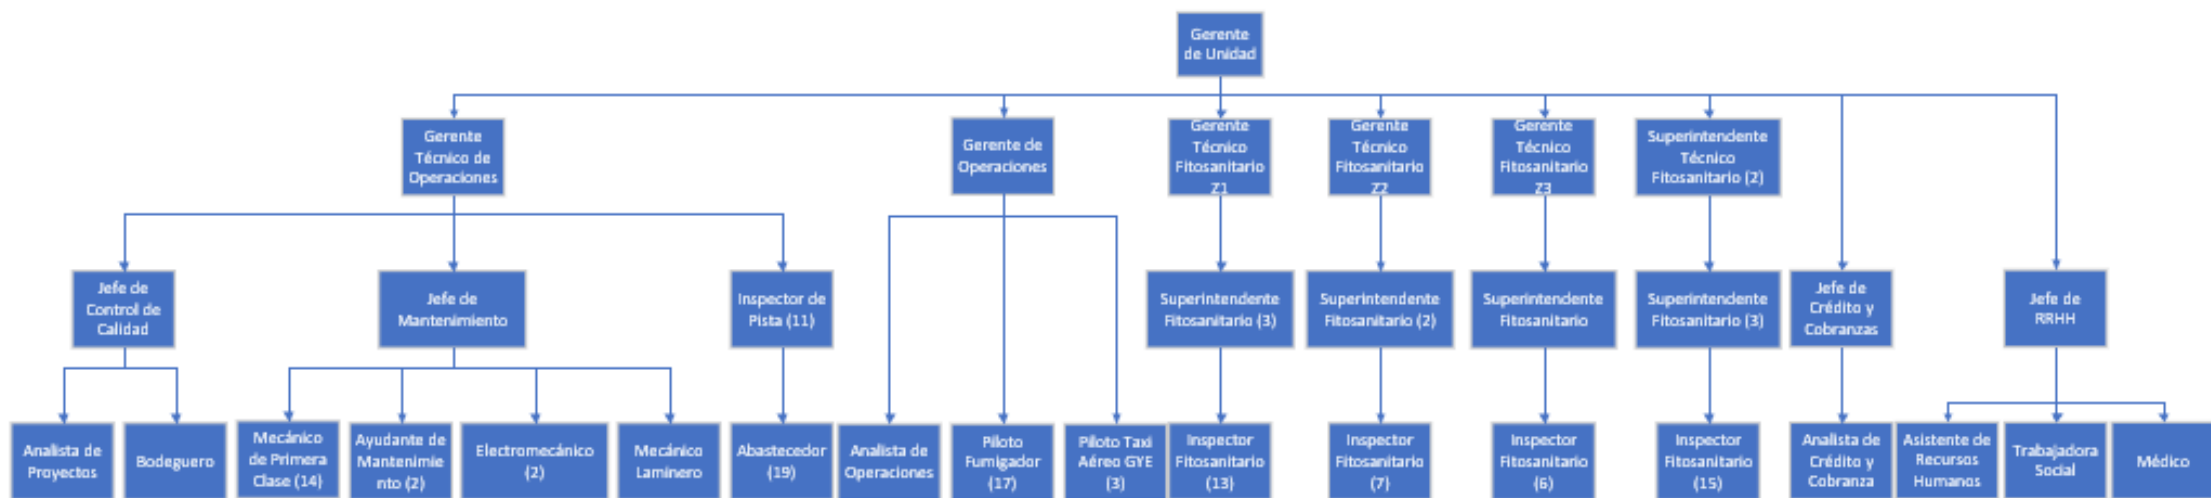 Gerente
de Unidad
Gerente
Técnico de
Operaciones
Gerente de
Operaciones
Gerente
Técnico
Fitosanitario
Z1
Gerente
Técnico
Fitosanitario
Z2
Gerente
Técnico
Fitosanitario
Z3
Superintendente
Técnico
Fitosanitario (2)
Jefe de
Control de
Calidad
Jefe de
Mantenimiento
Inspector de
Pista (11)
Superintendente
Fitosanitario (3)
Superintendente
Fitosanitario (2)
Superintendente
Fitosanitario
Superintendente
Fitosanitario (3)
Jefe de
Crédito y
Cobranzas
Jefe de
RRHH
Analista de
Proyectos
Bodeguero
Mecánico
de Primera
Clase (14)
Ayudante de
Mantenimie
nto (2)
Electromecánico
(2)
Mecánico
Laminero
Abastecedor
(19)
Analista de
Operaciones
Piloto
Fumigador
(17)
Piloto Taxi
Aéreo GYE
(3)
Inspector
Fitosanitario
(13)
Inspector
Fitosanitario
(7)
Inspector
Fitosanitario
(6)
Inspector
Fitosanitario
(15)
Analista de
Crédito y
Cobranza
Asistente de
Recursos
Humanos
Trabajadora
Social
Médico